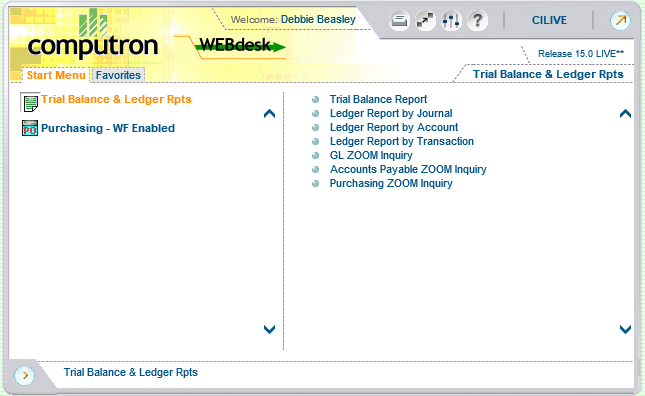 Welcome: Debbie Beasley
? CILIVE
computron
WEBdesk
Release 15.0 LIVE**
Start Menu Favorites
Trial Balance & Ledger Rpts
Trial Balance & Ledger Rpts
PO Purchasing - WF Enabled
Trial Balance Report
Ledger Report by Journal
Ledger Report by Account
Ledger Report by Transaction
GL ZOOM Inquiry
Accounts Payable ZOOM Inquiry
Purchasing ZOOM Inquiry
Trial Balance & Ledger Rpts